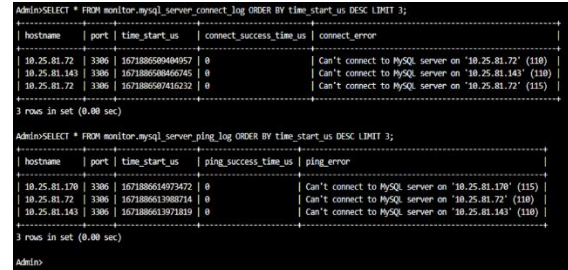 Admin>SELECT * FROM monitor.mysql_server_connect_log ORDER BY time_start_us DESC LIMIT 3;
| hostname | port | time_start_us | connect_success_time_us | connect_error |
| 10.25.81.72 | 3306 | 1671886509404957 | 0 | Can't connect to MySQL server on '10.25.81.72' (110) |
| 10.25.81.143 | 3306 | 1671886508466745 | 0 | Can't connect to MySQL server on '10.25.81.143' (110) |
| 10.25.81.72 | 3306 | 1671886507416232 | 0 | Can't connect to MySQL server on '10.25.81.72' (115) |
3 rows in set (0.00 sec)
Admin>SELECT * FROM monitor.mysql_server_ping_log ORDER BY time_start_us DESC LIMIT 3;
| hostname | port | time_start_us | ping_success_time_us | ping_error |
| 10.25.81.170 | 3306 | 1671886614973472 | 0 | Can't connect to MySQL server on '10.25.81.170' (115) |
| 10.25.81.72 | 3306 | 1671886613988714 | 0 | Can't connect to MySQL server on '10.25.81.72' (110) |
| 10.25.81.143 | 3306 | 1671886613971819 | 0 | Can't connect to MySQL server on '10.25.81.143' (110) |
3 rows in set (0.00 sec)
Admin>